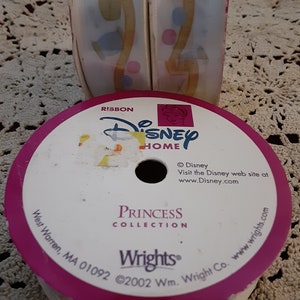 RIBBON
Disney
HOME
© Disney
Visit the Disney web site at
www.Disney.com.
PRINCESS
COLLECTION
Wrights®
West Warren, MA 01092 ©2002 Wm. Wright Co. www.wrights.com